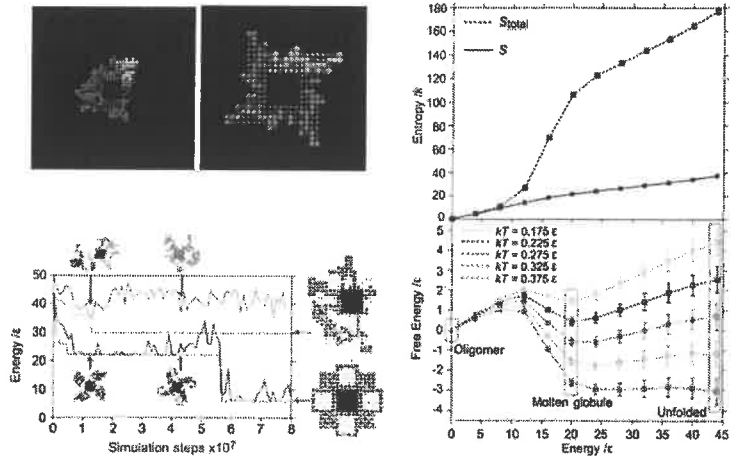 180
160
140
120
100
80
60
40
20
0
Entropy /k
S total
S
50
40
30
20
10
0
Energy /ε
0 1 2 3 4 5 6 7 8
Simulation steps x10⁷
5
4
3
2
1
0
-1
-2
-3
-4
Free Energy /ε
kT = 0.175 ε
kT = 0.225 ε
kT = 0.275 ε
kT = 0.325 ε
kT = 0.375 ε
Oligomer
Molten globule
Unfolded
0 5 10 15 20 25 30 35 40 45
Energy /ε